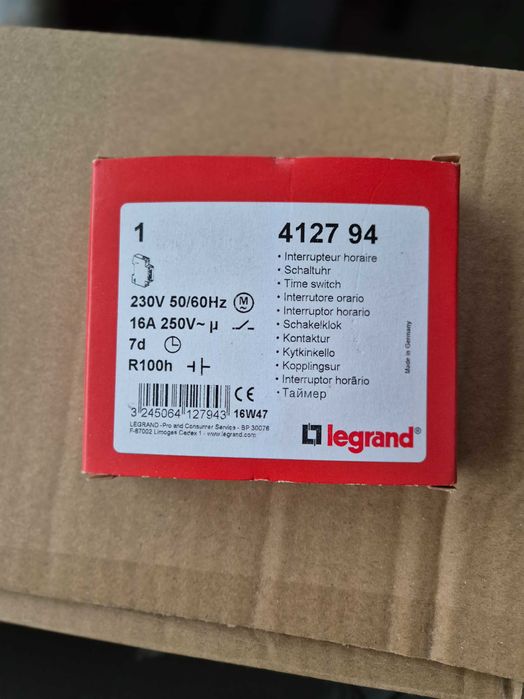 1
4127 94
• Interrupteur horaire
• Schaltuhr
• Time switch
• Interrutore orario
• Interruptor horario
• Schakelklok
• Kontaktur
• Kytkinkello
• Kopplingsur
• Interruptor horário
• Таймер
230V 50/60Hz M
16A 250V~ µ
7d
R100h
3 245064 127943 16W47
CE
LEGRAND -Pro and Consumer Service - BP 30076
F-87002 Limoges Cedex 1 - www.legrand.com
legrand®
Made in Germany